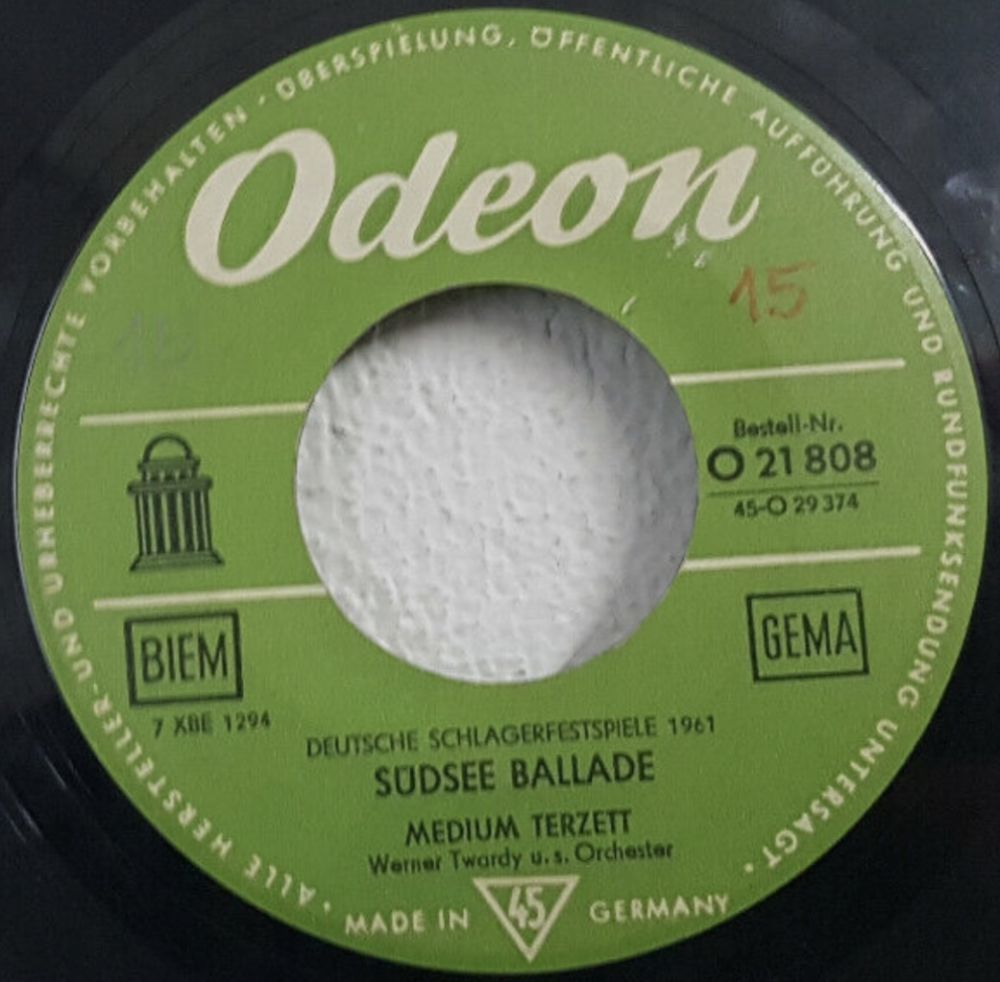 ALLE HERSTELLER- UND URHEBERRECHTE VORBEHALTEN · ÜBERSPIELUNG, ÖFFENTLICHE AUFFÜHRUNG UND RUNDFUNKSENDUNG UNTERSAGT ·
Odeon
15
Bestell-Nr.
O 21 808
45-O 29 374
BIEM
GEMA
7 XBE 1294
DEUTSCHE SCHLAGERFESTSPIELE 1961
SÜDSEE BALLADE
MEDIUM TERZETT
Werner Twardy u. s. Orchester
MADE IN 45 GERMANY